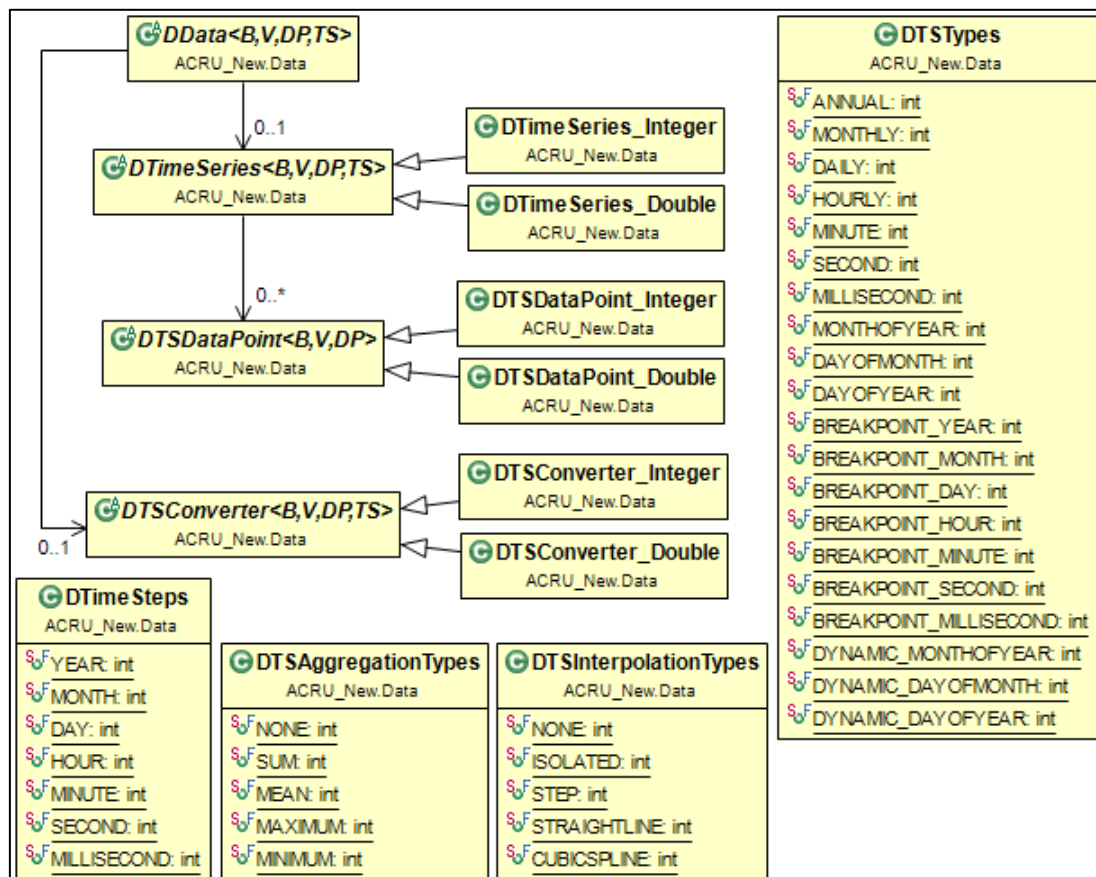 DData<B,V,DP,TS>
ACRU_New.Data
0..1
DTimeSeries<B,V,DP,TS>
ACRU_New.Data
DTimeSeries_Integer
ACRU_New.Data
DTimeSeries_Double
ACRU_New.Data
0..*
DTSDataPoint<B,V,DP>
ACRU_New.Data
DTSDataPoint_Integer
ACRU_New.Data
DTSDataPoint_Double
ACRU_New.Data
DTSConverter<B,V,DP,TS>
ACRU_New.Data
0..1
DTSConverter_Integer
ACRU_New.Data
DTSConverter_Double
ACRU_New.Data
DTSTypes
ACRU_New.Data
ANNUAL: int
MONTHLY: int
DAILY: int
HOURLY: int
MINUTE: int
SECOND: int
MILLISECOND: int
MONTHOFYEAR: int
DAYOFMONTH: int
DAYOFYEAR: int
BREAKPOINT_YEAR: int
BREAKPOINT_MONTH: int
BREAKPOINT_DAY: int
BREAKPOINT_HOUR: int
BREAKPOINT_MINUTE: int
BREAKPOINT_SECOND: int
BREAKPOINT_MILLISECOND: int
DYNAMIC_MONTHOFYEAR: int
DYNAMIC_DAYOFMONTH: int
DYNAMIC_DAYOFYEAR: int
DTimeSteps
ACRU_New.Data
YEAR: int
MONTH: int
DAY: int
HOUR: int
MINUTE: int
SECOND: int
MILLISECOND: int
DTSAggregationTypes
ACRU_New.Data
NONE: int
SUM: int
MEAN: int
MAXIMUM: int
MINIMUM: int
DTSInterpolationTypes
ACRU_New.Data
NONE: int
ISOLATED: int
STEP: int
STRAIGHTLINE: int
CUBICSPLINE: int